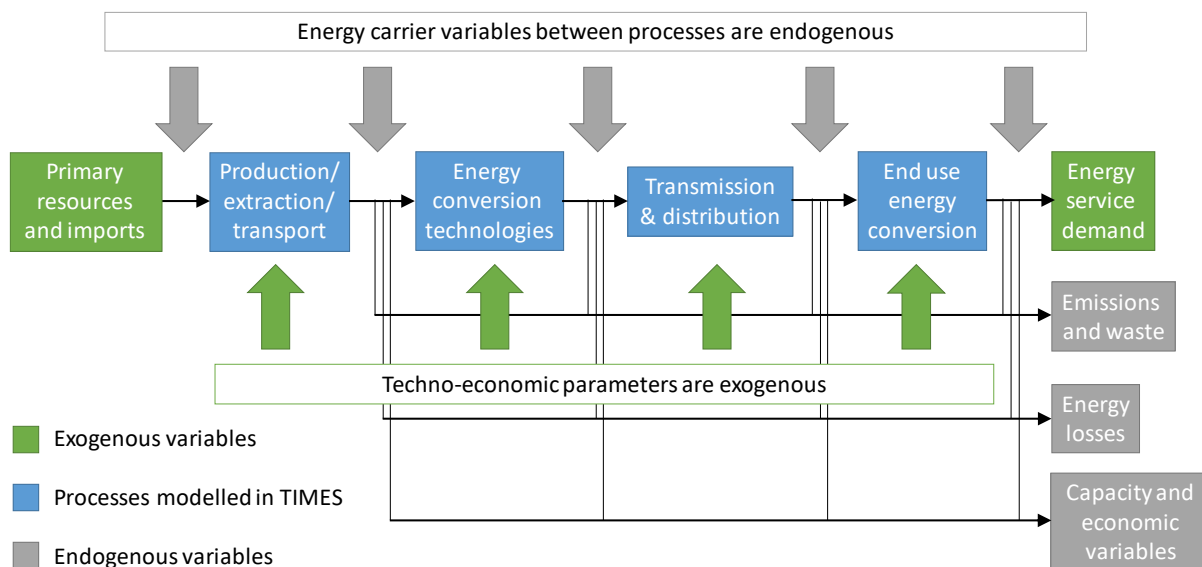 Energy carrier variables between processes are endogenous
Primary
resources
and imports
Production/
extraction/
transport
Energy
conversion
technologies
Transmission
& distribution
End use
energy
conversion
Energy
service
demand
Emissions
and waste
Techno-economic parameters are exogenous
Energy
losses
Exogenous variables
Processes modelled in TIMES
Capacity and
economic
variables
Endogenous variables